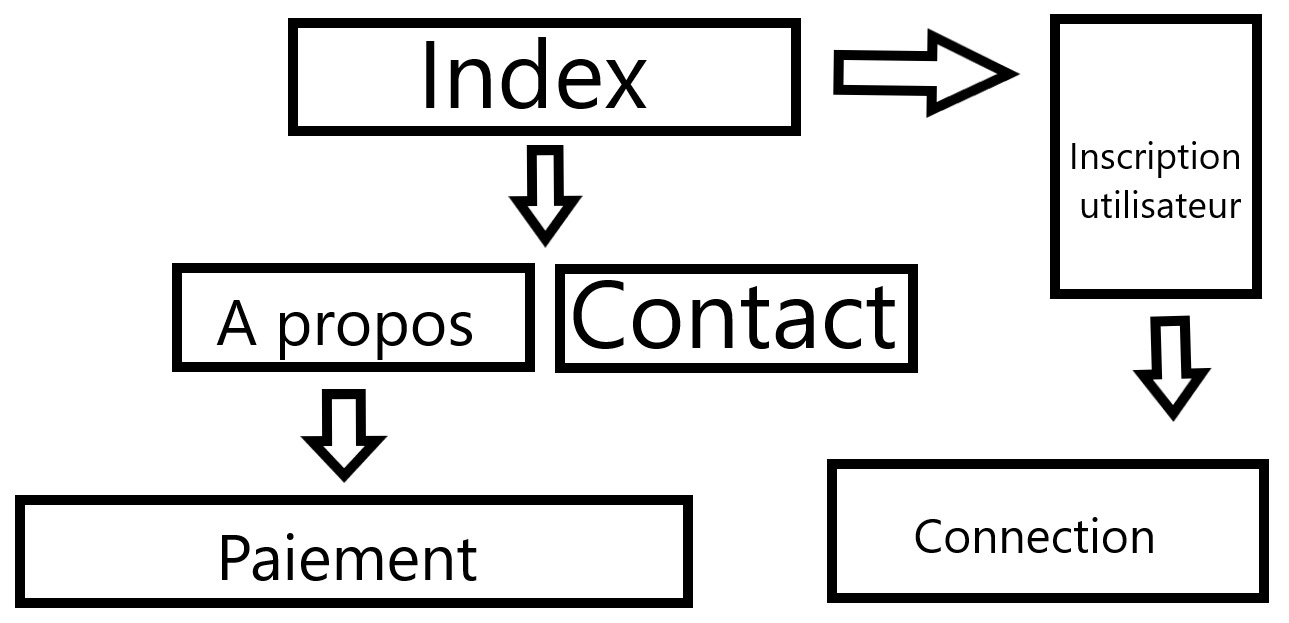 Index
Inscription
utilisateur
A propos
Contact
Paiement
Connection